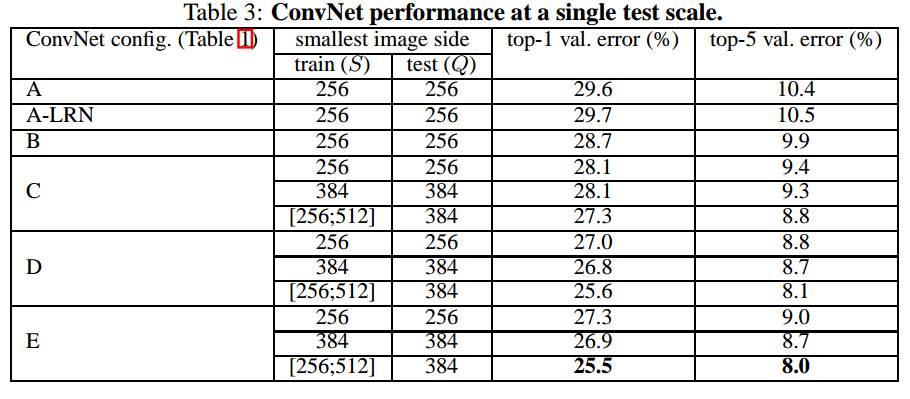 Table 3: ConvNet performance at a single test scale.
ConvNet config. (Table 1) smallest image side top-1 val. error (%) top-5 val. error (%)
train (S) test (Q)
A 256 256 29.6 10.4
A-LRN 256 256 29.7 10.5
B 256 256 28.7 9.9
256 256 28.1 9.4
C 384 384 28.1 9.3
[256;512] 384 27.3 8.8
256 256 27.0 8.8
D 384 384 26.8 8.7
[256;512] 384 25.6 8.1
256 256 27.3 9.0
E 384 384 26.9 8.7
[256;512] 384 25.5 8.0